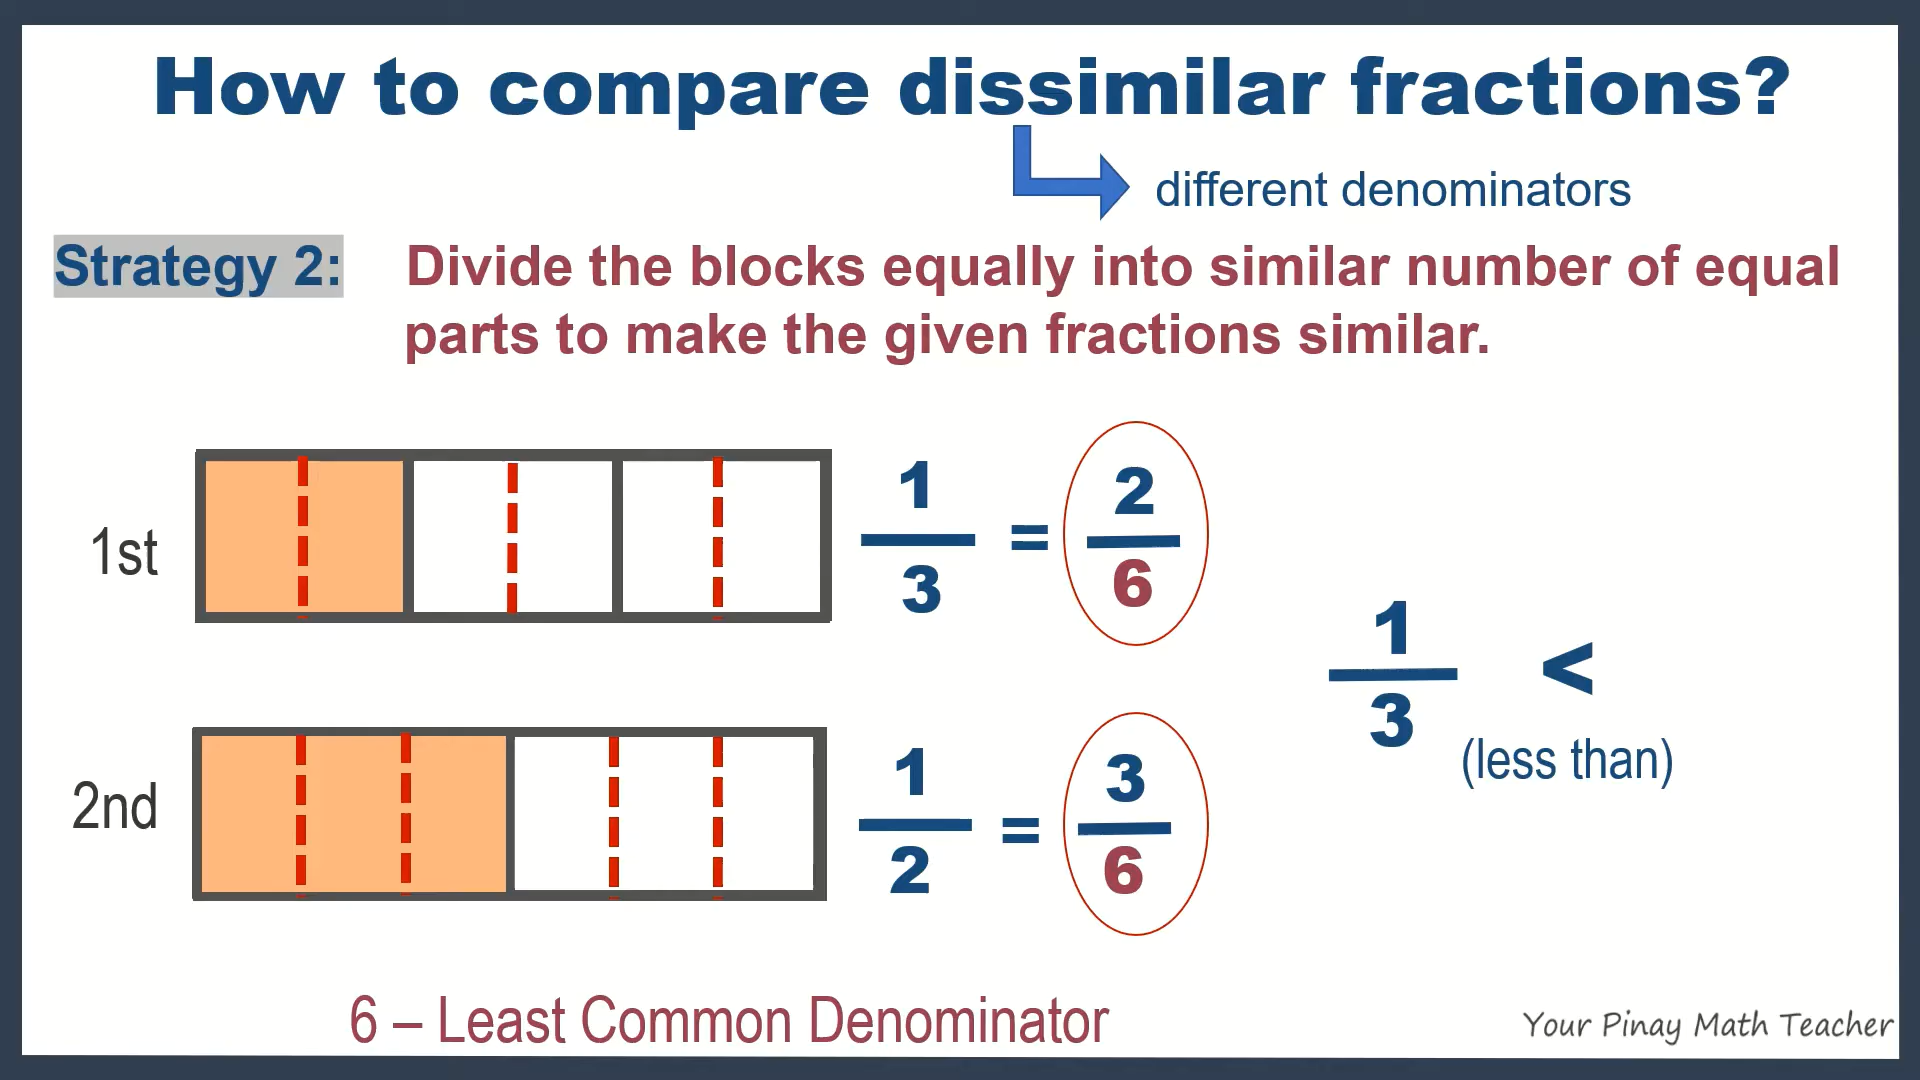 How to compare dissimilar fractions?
different denominators
Strategy 2: Divide the blocks equally into similar number of equal
parts to make the given fractions similar.
1st
1
3
=
2
6
2nd
1
2
=
3
6
1
3
<
(less than)
6 – Least Common Denominator
Your Pinay Math Teacher